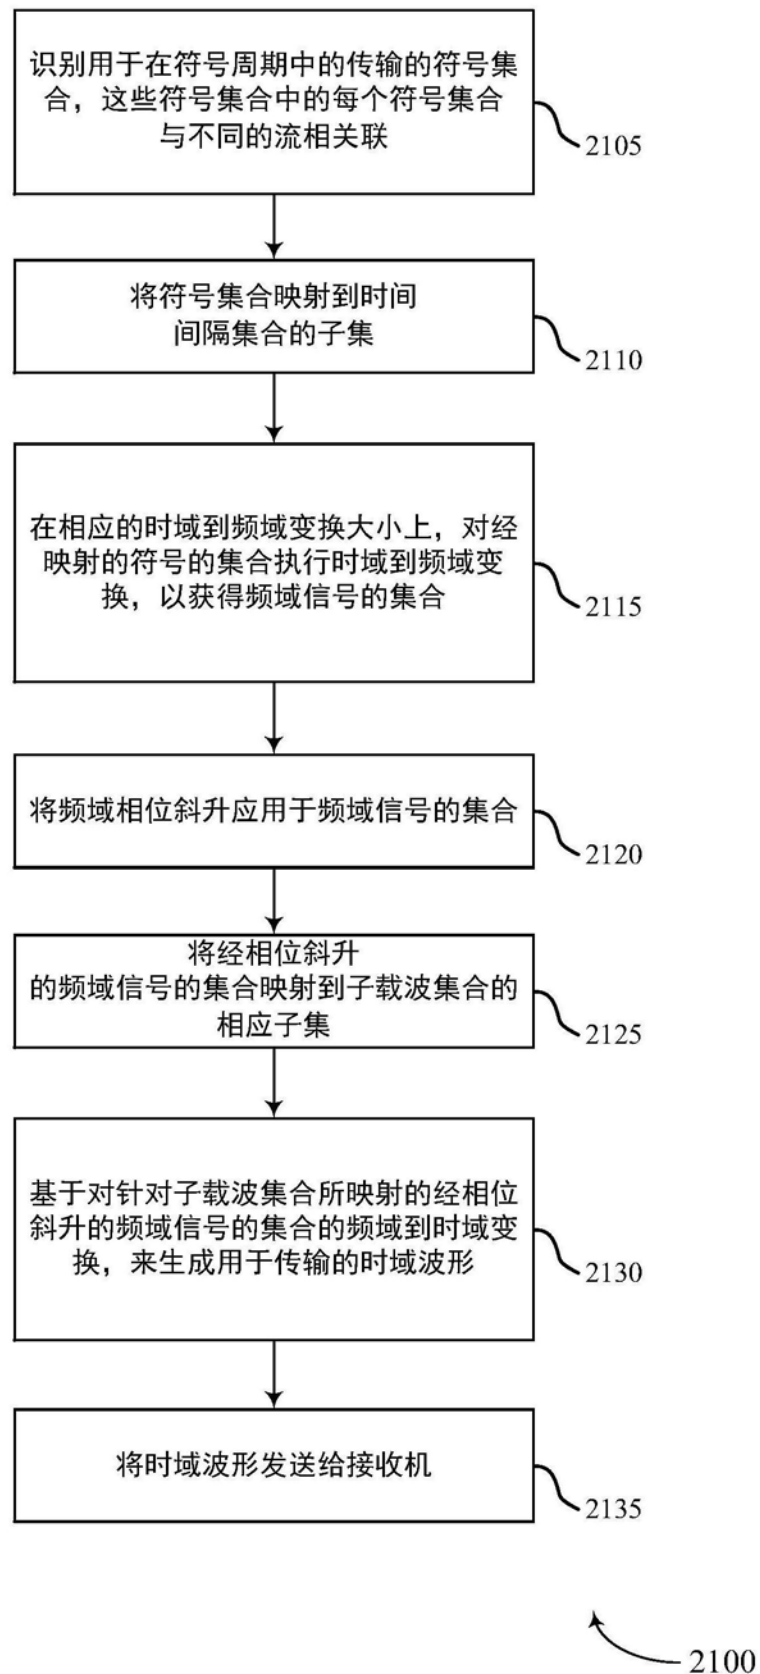 识别用于在符号周期中的传输的符号集
合，这些符号集合中的每个符号集合
与不同的流相关联
2105
将符号集合映射到时间
间隔集合的子集
2110
在相应的时域到频域变换大小上，对经
映射的符号的集合执行时域到频域变
换，以获得频域信号的集合
2115
将频域相位斜升应用于频域信号的集合
2120
将经相位斜升
的频域信号的集合映射到子载波集合的
相应子集
2125
基于对针对子载波集合所映射的经相位
斜升的频域信号的集合的频域到时域变
换，来生成用于传输的时域波形
2130
将时域波形发送给接收机
2135
2100